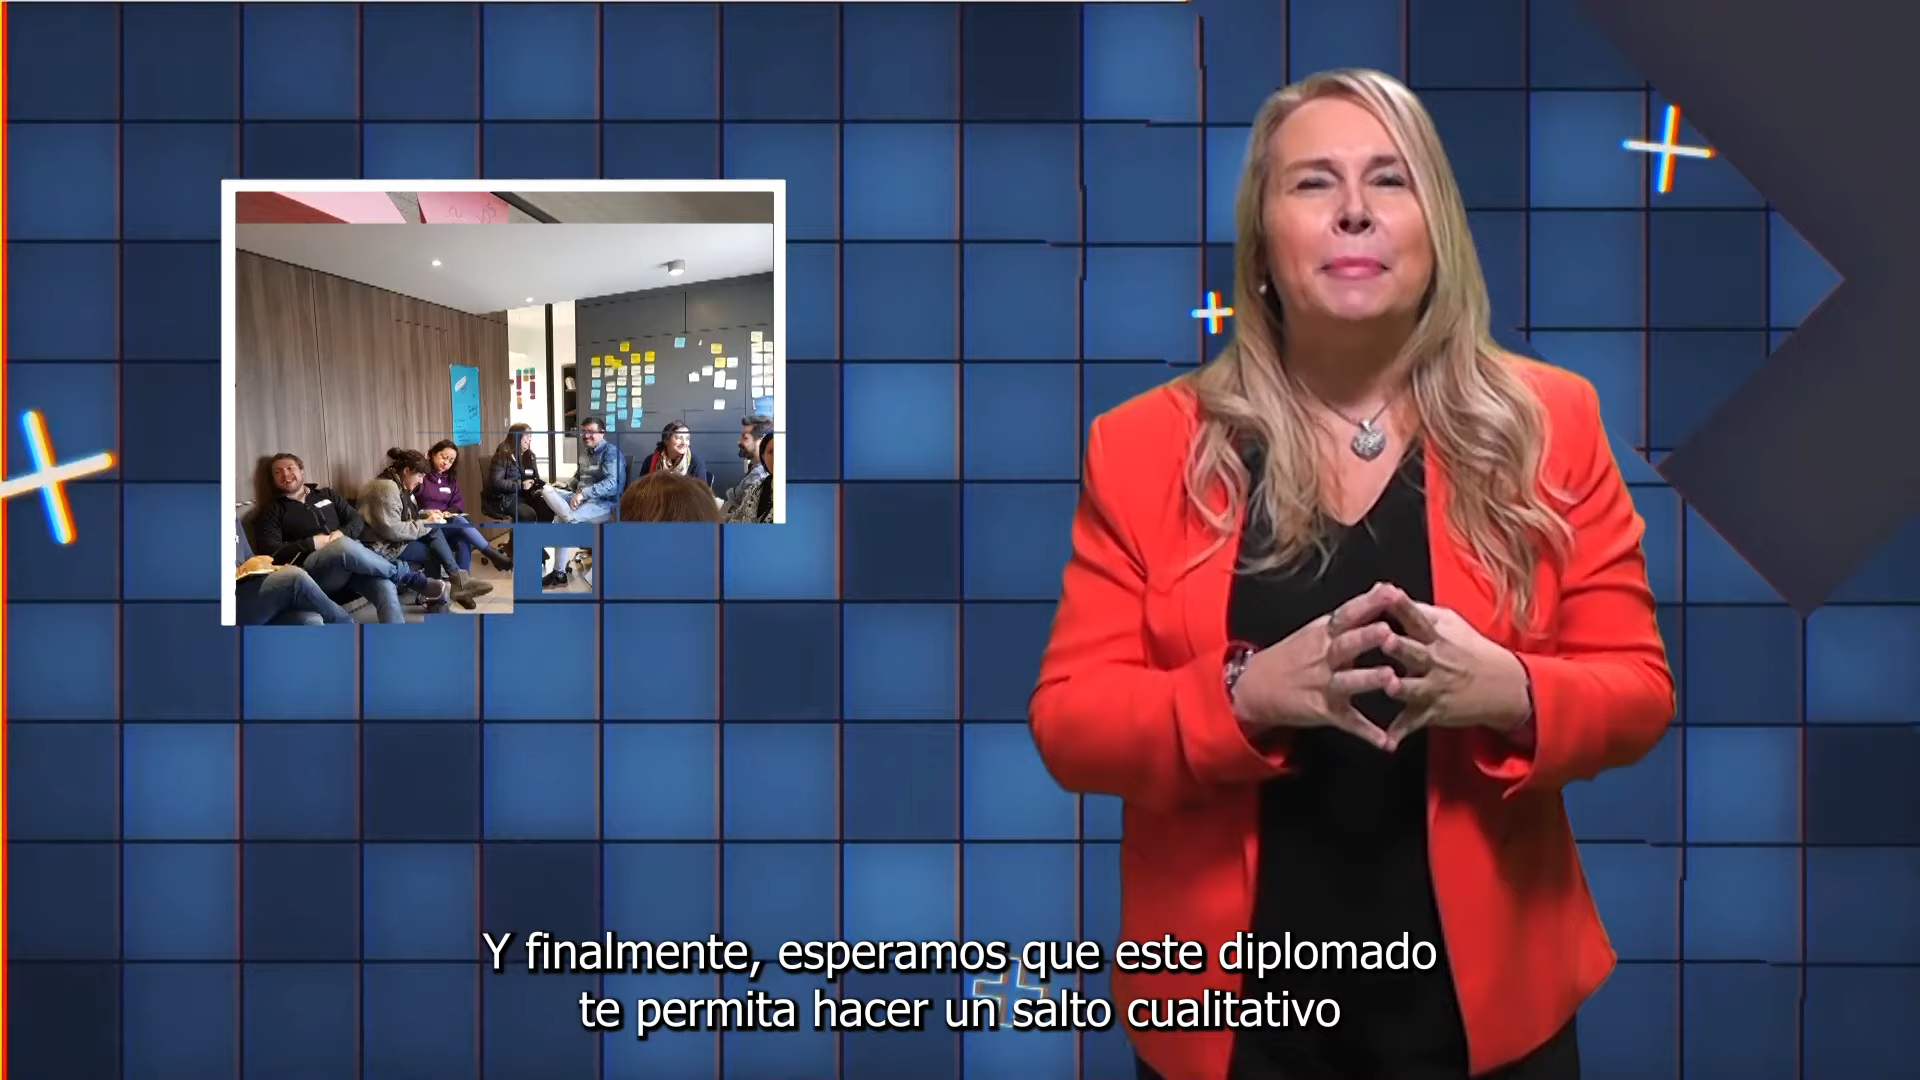 Y finalmente, esperamos que este diplomado
te permita hacer un salto cualitativo